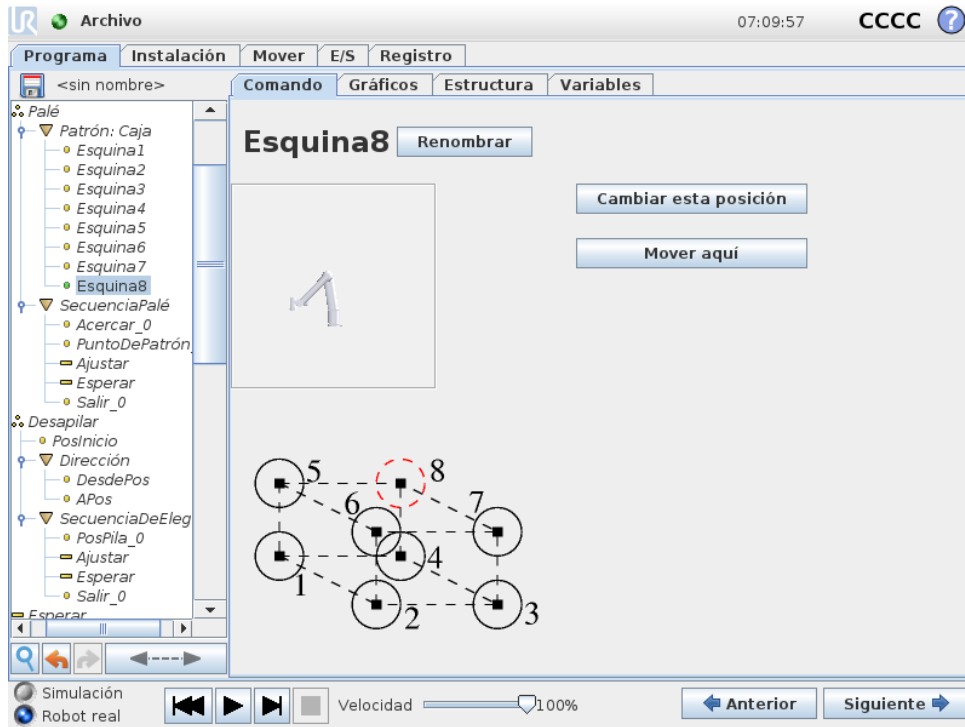 UR Archivo 07:09:57 CCCC ?
Programa Instalación Mover E/S Registro
<sin nombre> Comando Gráficos Estructura Variables
Palé
Patrón: Caja
Esquina1
Esquina2
Esquina3
Esquina4
Esquina5
Esquina6
Esquina7
Esquina8
SecuenciaPalé
Acercar_0
PuntoDePatrón_
Ajustar
Esperar
Salir_0
Desapilar
PosInicio
Dirección
DesdePos
APos
SecuenciaDeEleg
PosPila_0
Ajustar
Esperar
Salir_0
Esperar
Esquina8 Renombrar
Cambiar esta posición
Mover aquí
5 8
6 7
4
1
2 3
Simulación
Robot real
Velocidad 100%
Anterior Siguiente